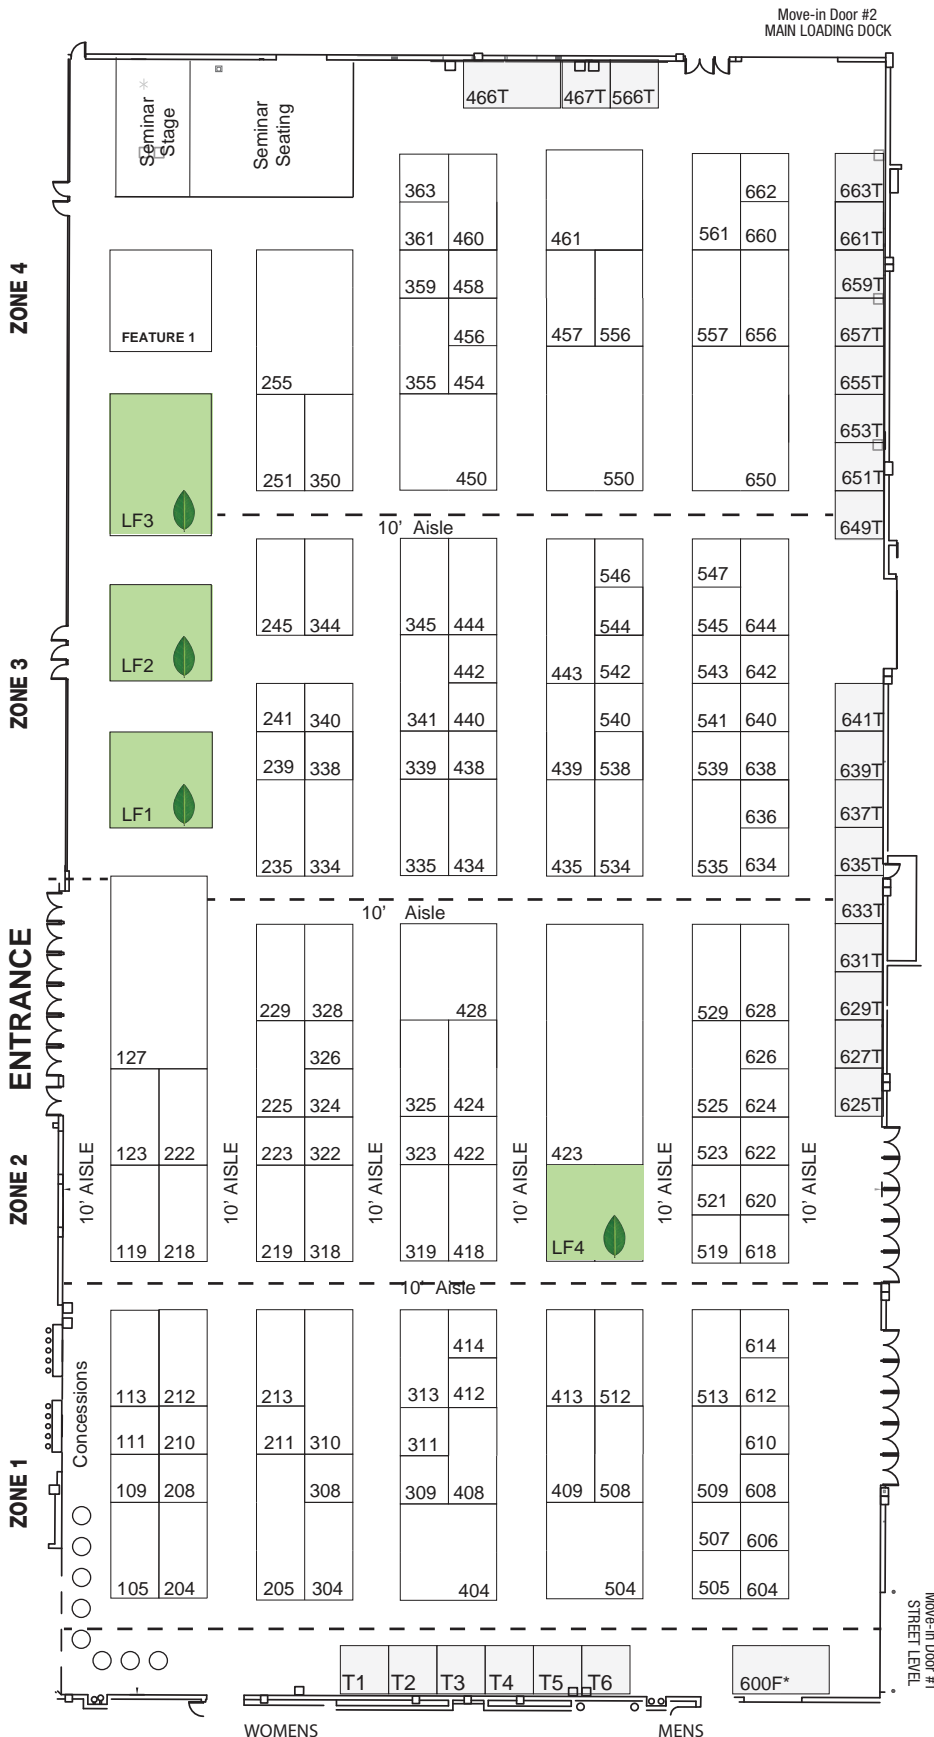 Move-in Door #2
MAIN LOADING DOCK
466T 467T 566T
Seminar
Stage
Seminar
Seating
363 662 663T
361 460 461 561 660 661T
ZONE 4
359 458 659T
FEATURE 1 456 457 556 557 656 657T
255 355 454 655T
653T
251 350 450 550 650 651T
LF3
10' Aisle
649T
546 547
245 344 345 444 544 545 644
ZONE 3
LF2 442 443 542 543 642
241 340 341 440 540 541 640 641T
239 338 339 438 439 538 539 638 639T
LF1 636 637T
235 334 335 434 435 534 535 634 635T
10' Aisle
633T
ENTRANCE
631T
229 328 428 529 628 629T
127 326 626 627T
225 324 325 424 525 624 625T
123 222 223 322 323 422 423 523 622
ZONE 2
10' AISLE
10' AISLE
10' AISLE
10' AISLE
10' AISLE
10' AISLE
521 620
119 218 219 318 319 418 LF4 519 618
10' Aisle
414 614
113 212 213 313 412 413 512 513 612
Concessions
111 210 211 310 311 610
ZONE 1
109 208 308 309 408 409 508 509 608
507 606
105 204 205 304 404 504 505 604
Move-in Door #1
STREET LEVEL
T1 T2 T3 T4 T5 T6 600F*
WOMENS MENS